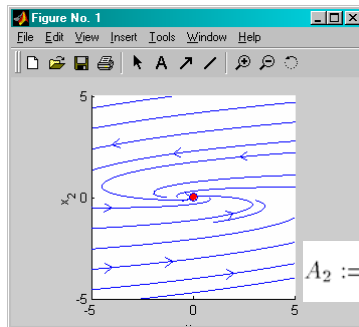 Figure No. 1
File Edit View Insert Tools Window Help
A
5
x2 0
-5
-5 0 5
A2 :=